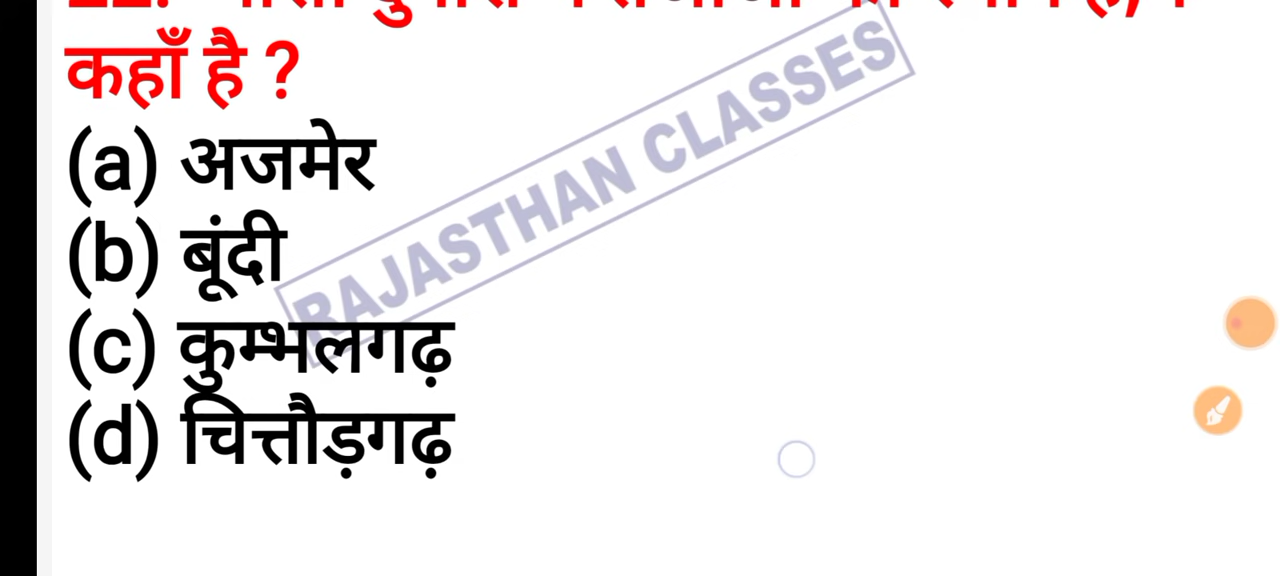 कहाँ है ?
(a) अजमेर
(b) बूंदी
(c) कुम्भलगढ़
(d) चित्तौड़गढ़
RAJASTHAN CLASSES